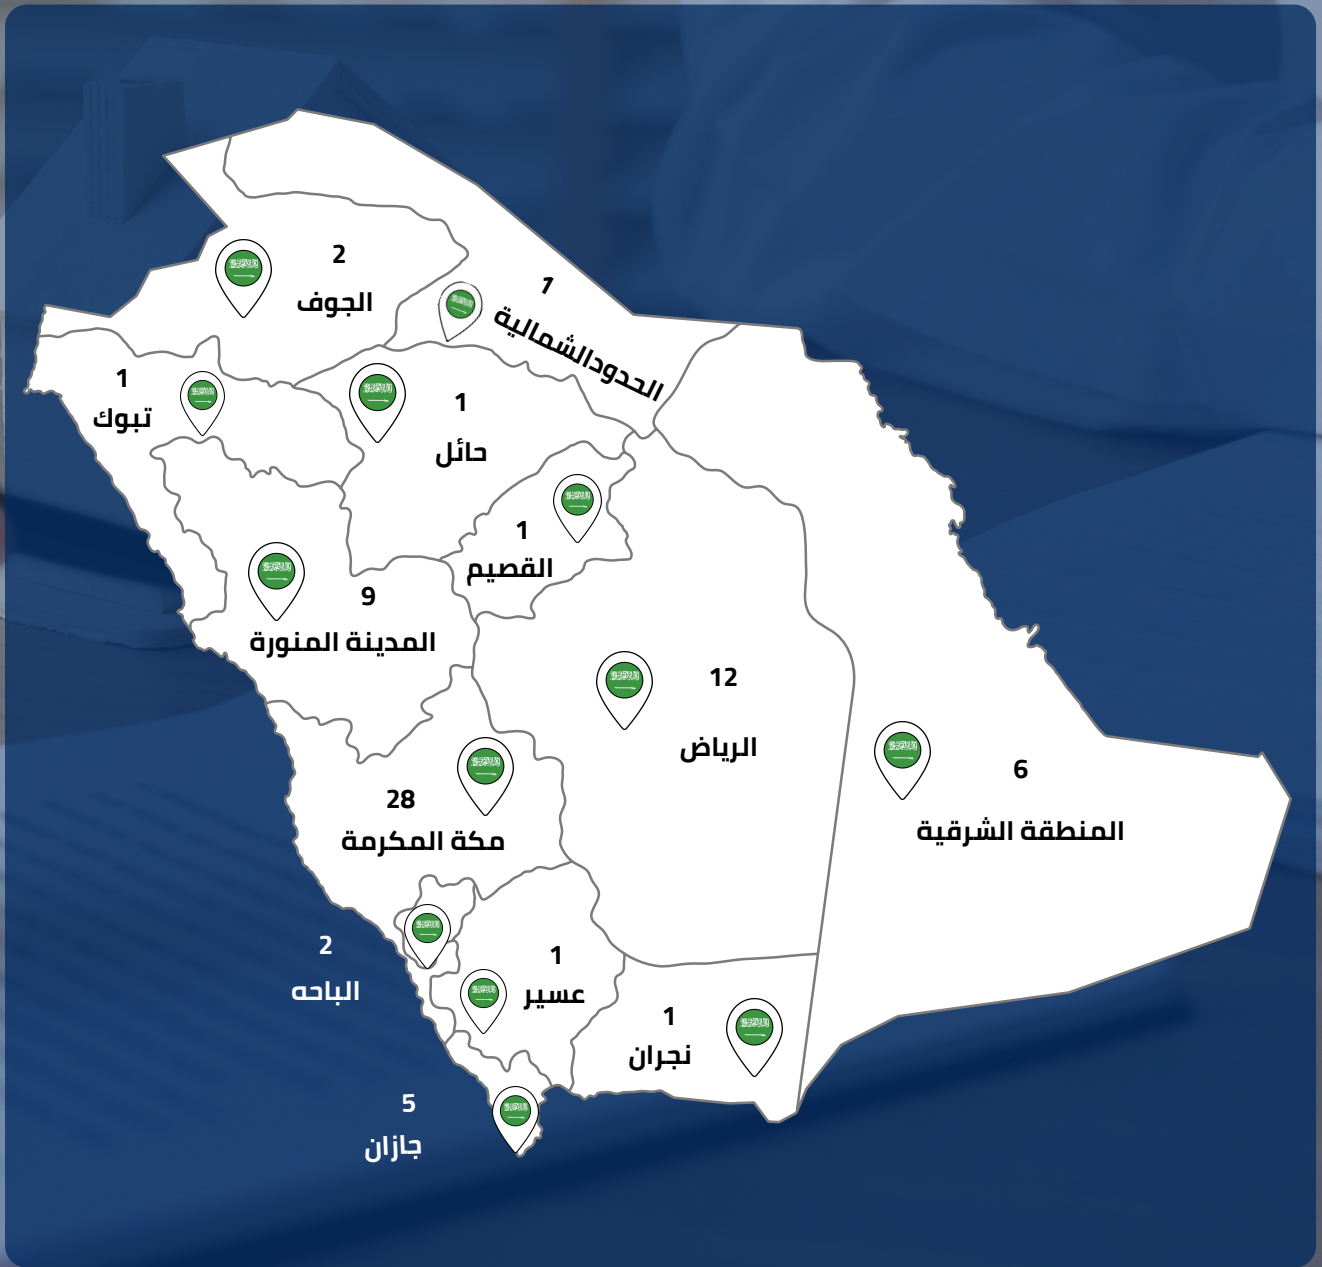 2
الجوف
1
الحدودالشمالية
1
تبوك
1
حائل
1
القصيم
9
المدينة المنورة
12
الرياض
6
المنطقة الشرقية
28
مكة المكرمة
2
الباحه
1
عسير
1
نجران
5
جازان